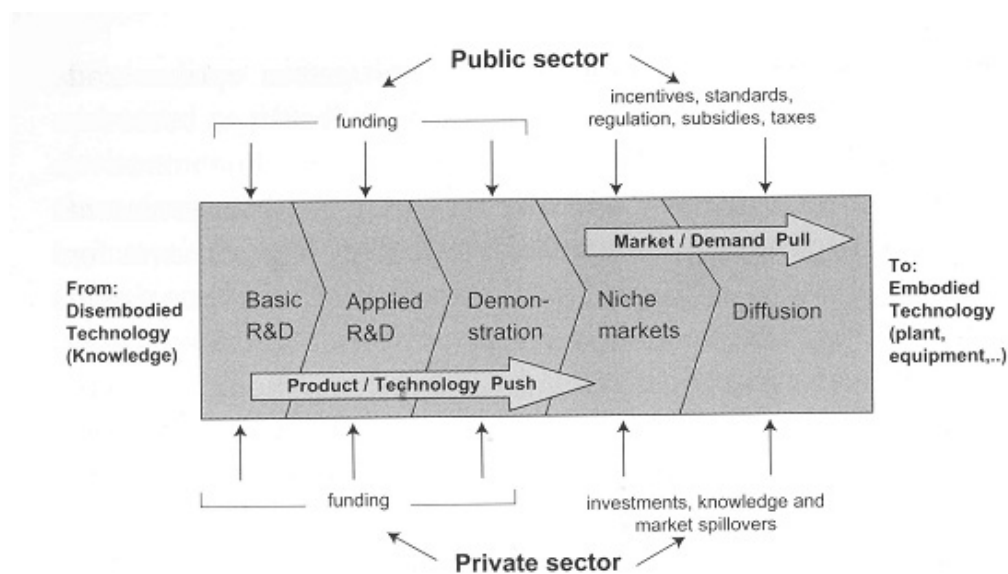 Public sector
funding
incentives, standards,
regulation, subsidies, taxes
Market / Demand Pull
From:
Disembodied
Technology
(Knowledge)
Basic
R&D
Applied
R&D
Demon-
stration
Niche
markets
Diffusion
To:
Embodied
Technology
(plant,
equipment,..)
Product / Technology Push
funding
investments, knowledge and
market spillovers
Private sector